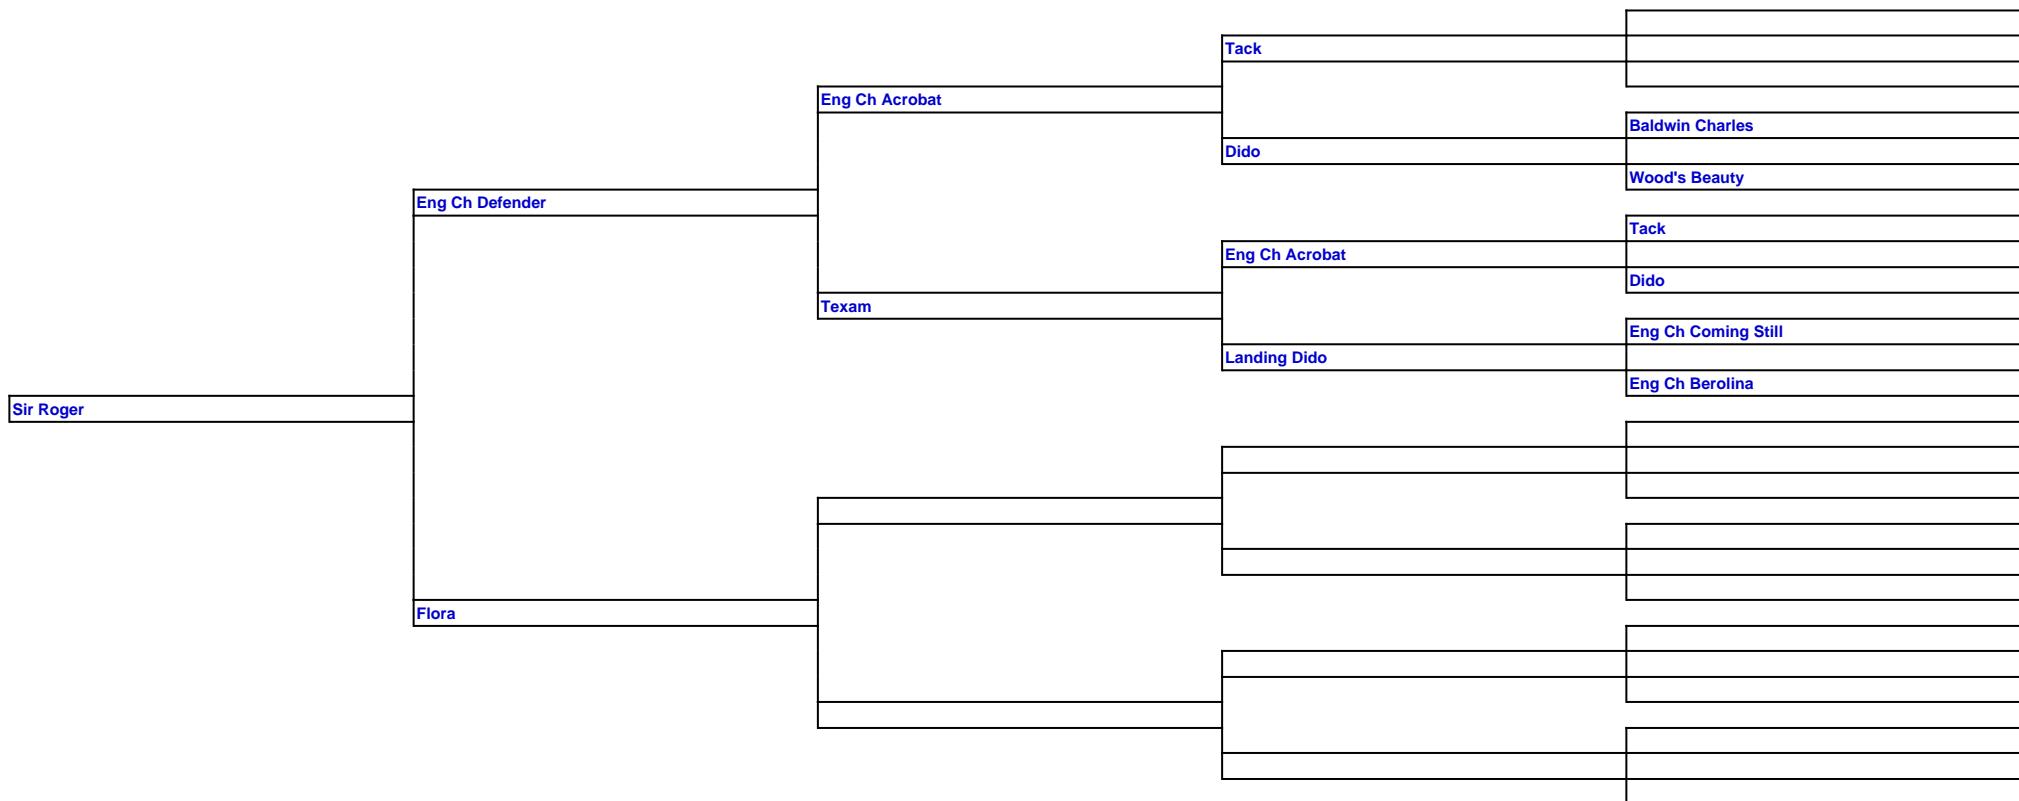 Tack
Eng Ch Acrobat
Baldwin Charles
Dido
Wood's Beauty
Eng Ch Defender
Tack
Eng Ch Acrobat
Dido
Texam
Eng Ch Coming Still
Landing Dido
Eng Ch Berolina
Sir Roger
Flora